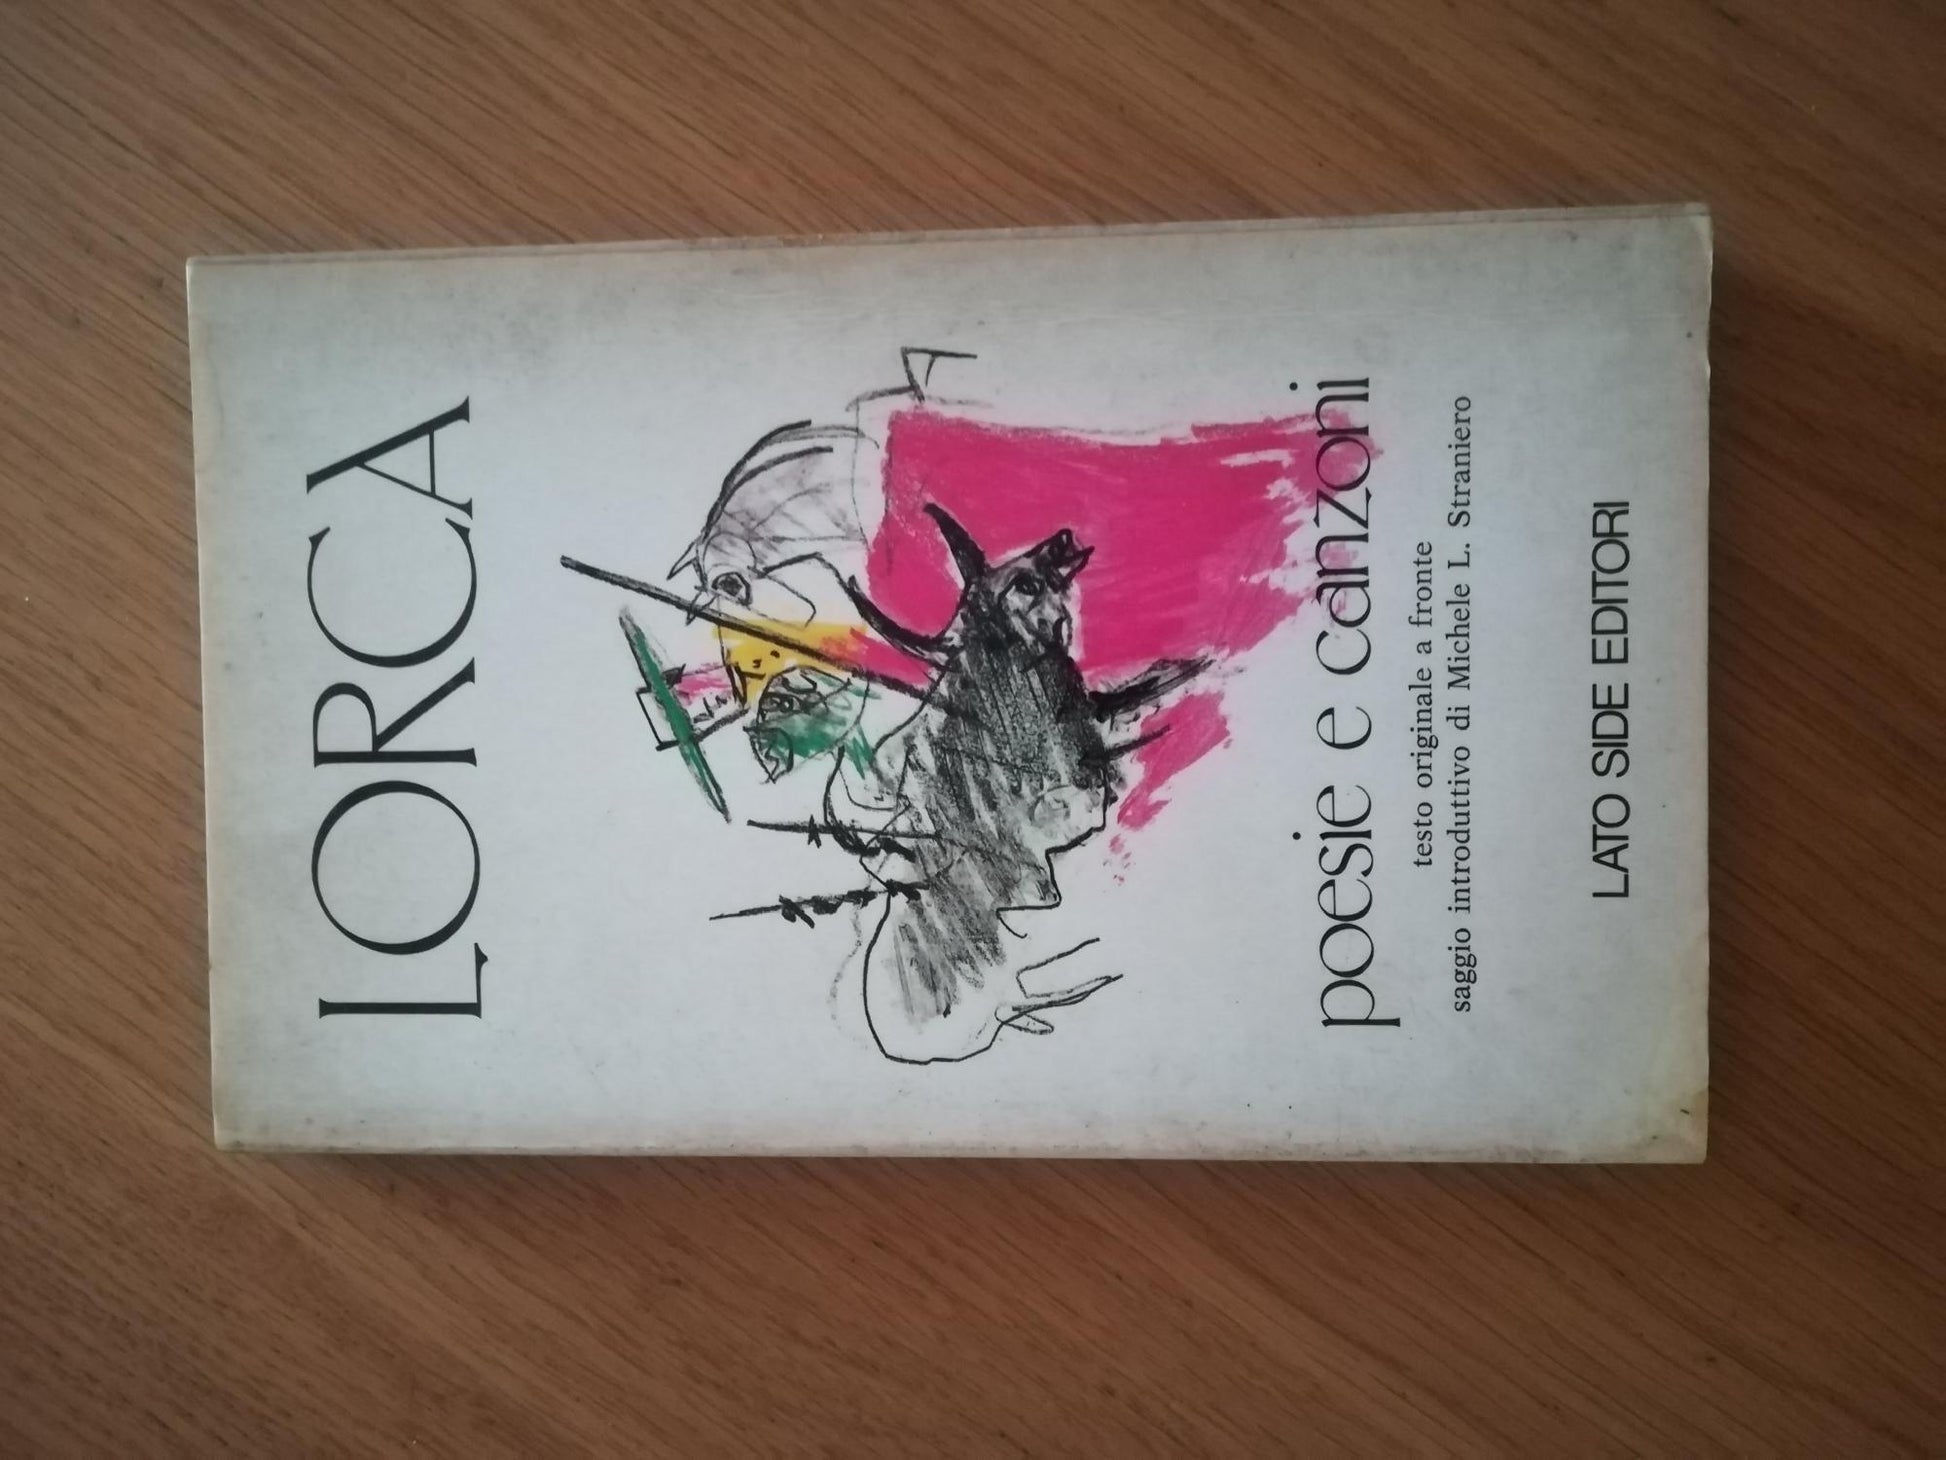 LORCA
poesie e canzoni
testo originale a fronte
saggio introduttivo di Michele L. Straniero
LATO SIDE EDITORI